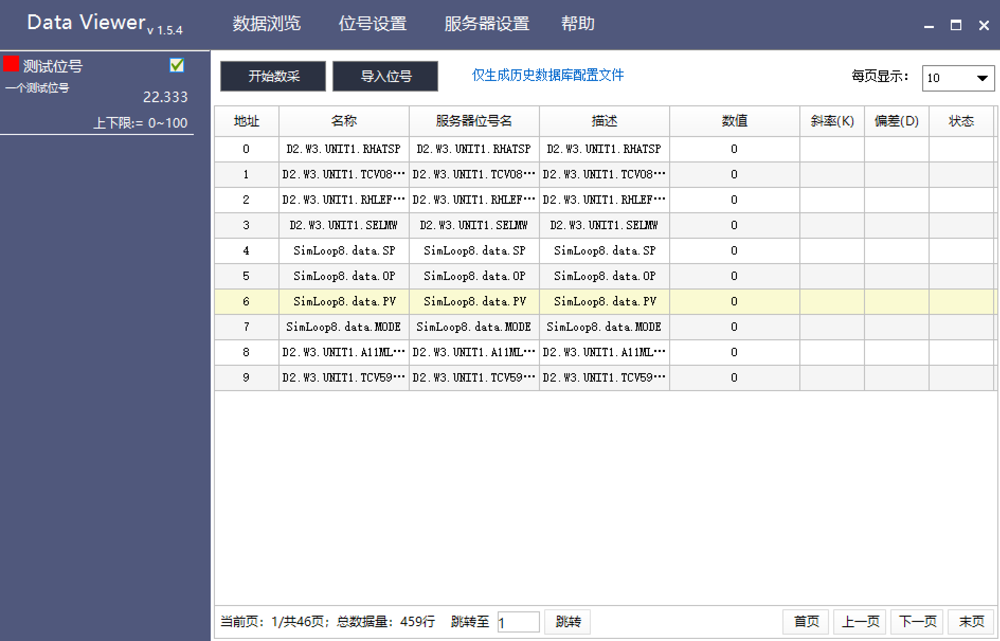 Data Viewer v 1.5.4 数据浏览 位号设置 服务器设置 帮助
测试位号
一个测试位号
22.333
上下限:= 0~100
开始数采 导入位号 仅生成历史数据库配置文件 每页显示： 10
地址 名称 服务器位号名 描述 数值 斜率(K) 偏差(D) 状态
0 D2.W3.UNIT1.RHATSP D2.W3.UNIT1.RHATSP D2.W3.UNIT1.RHATSP 0
1 D2.W3.UNIT1.TCV08… D2.W3.UNIT1.TCV08… D2.W3.UNIT1.TCV08… 0
2 D2.W3.UNIT1.RHLEF… D2.W3.UNIT1.RHLEF… D2.W3.UNIT1.RHLEF… 0
3 D2.W3.UNIT1.SELMW D2.W3.UNIT1.SELMW D2.W3.UNIT1.SELMW 0
4 SimLoop8.data.SP SimLoop8.data.SP SimLoop8.data.SP 0
5 SimLoop8.data.OP SimLoop8.data.OP SimLoop8.data.OP 0
6 SimLoop8.data.PV SimLoop8.data.PV SimLoop8.data.PV 0
7 SimLoop8.data.MODE SimLoop8.data.MODE SimLoop8.data.MODE 0
8 D2.W3.UNIT1.A11ML… D2.W3.UNIT1.A11ML… D2.W3.UNIT1.A11ML… 0
9 D2.W3.UNIT1.TCV59… D2.W3.UNIT1.TCV59… D2.W3.UNIT1.TCV59… 0
当前页：1/共46页；总数据量：459行 跳转至 1 跳转 首页 上一页 下一页 末页